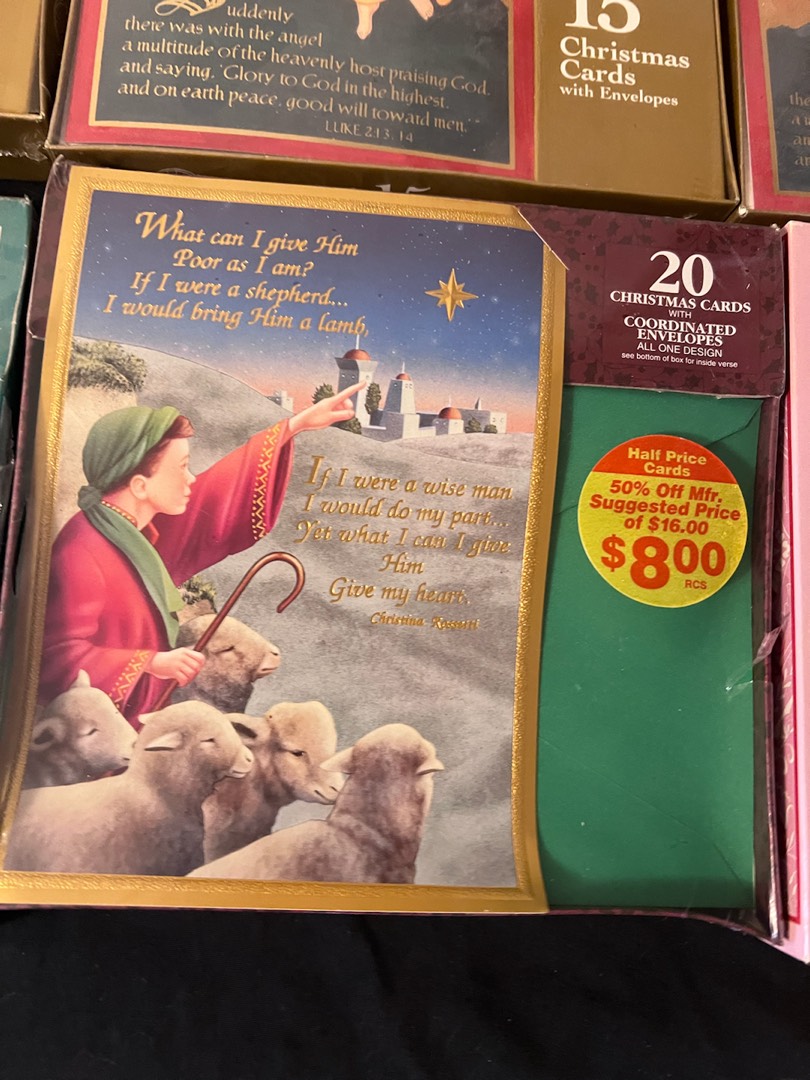 Suddenly
there was with the angel
a multitude of the heavenly host praising God.
and saying, 'Glory to God in the highest.
and on earth peace, good will toward men.'
LUKE 2:13, 14
15
Christmas
Cards
with Envelopes
What can I give Him
Poor as I am?
If I were a shepherd...
I would bring Him a lamb,
If I were a wise man
I would do my part...
Yet what I can I give
Him
Give my heart.
Christina Rossetti
20
CHRISTMAS CARDS
WITH
COORDINATED
ENVELOPES
ALL ONE DESIGN
see bottom of box for inside verse
Half Price
Cards
50% Off Mfr.
Suggested Price
of $16.00
$8.00
RCS